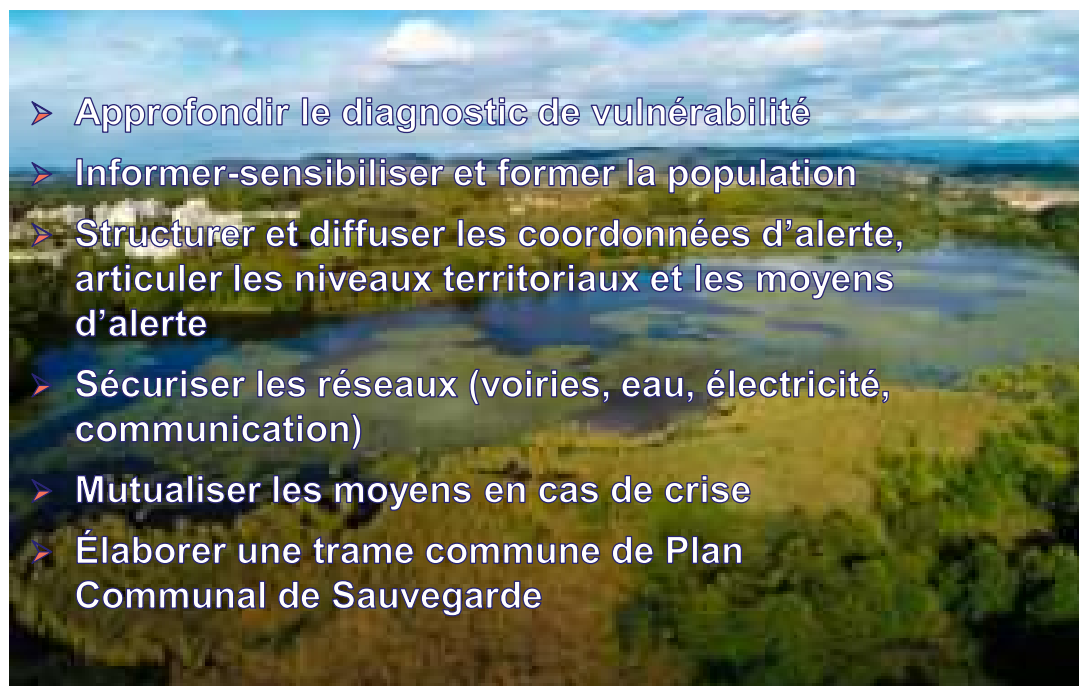 Approfondir le diagnostic de vulnérabilité
Informer-sensibiliser et former la population
Structurer et diffuser les coordonnées d’alerte,
articuler les niveaux territoriaux et les moyens
d’alerte
Sécuriser les réseaux (voiries, eau, électricité,
communication)
Mutualiser les moyens en cas de crise
Élaborer une trame commune de Plan
Communal de Sauvegarde